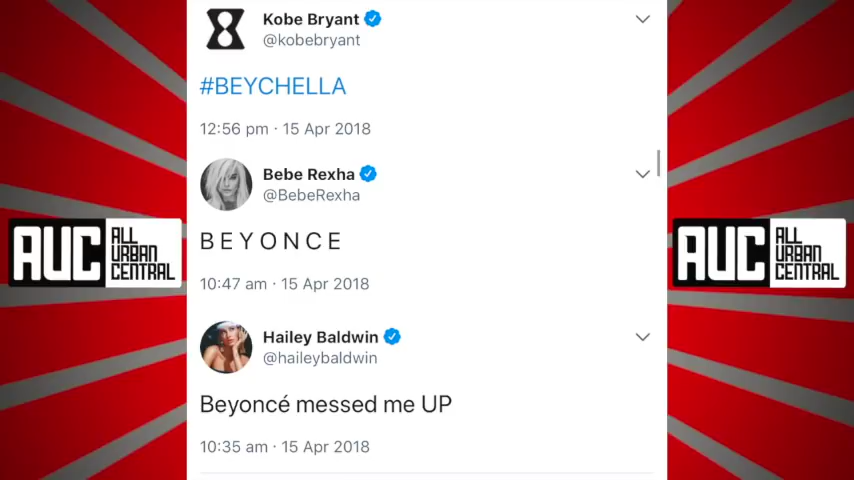 Kobe Bryant
@kobebryant
#BEYCHELLA
12:56 pm · 15 Apr 2018
Bebe Rexha
@BebeRexha
B E Y O N C E
10:47 am · 15 Apr 2018
Hailey Baldwin
@haileybaldwin
Beyoncé messed me UP
10:35 am · 15 Apr 2018
AUC ALL
URBAN
CENTRAL
AUC ALL
URBAN
CENTRAL